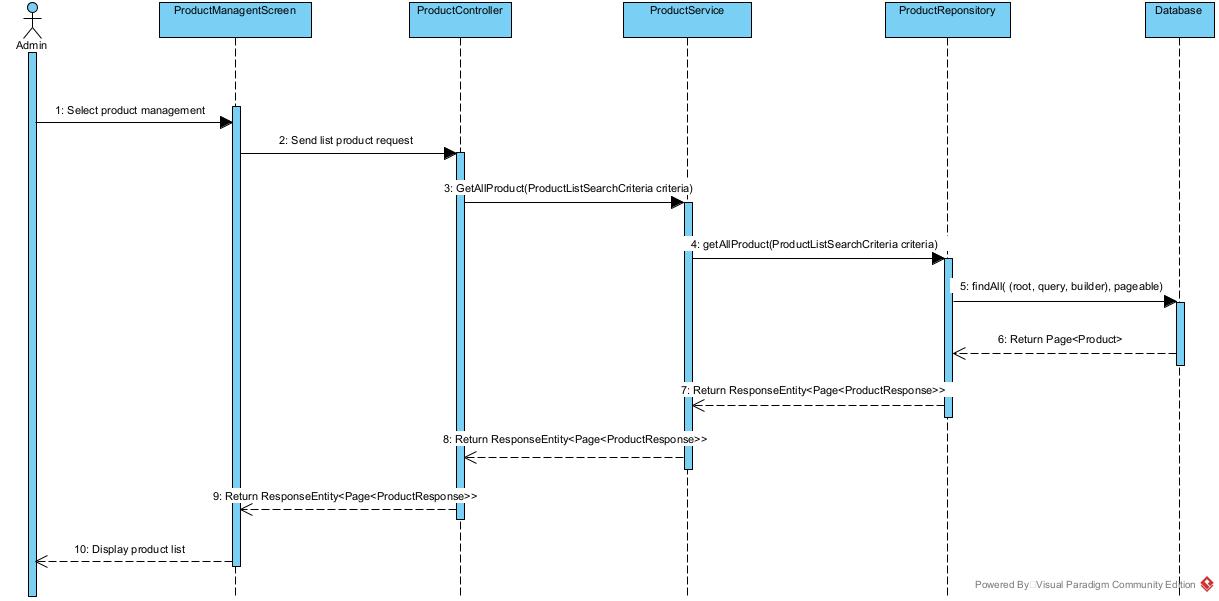 ProductManagentScreen
ProductController
ProductService
ProductReponsitory
Database
Admin
1: Select product management
2: Send list product request
3: GetAllProduct(ProductListSearchCriteria criteria)
4: getAllProduct(ProductListSearchCriteria criteria)
5: findAll( (root, query, builder), pageable)
6: Return Page<Product>
7: Return ResponseEntity<Page<ProductResponse>>
8: Return ResponseEntity<Page<ProductResponse>>
9: Return ResponseEntity<Page<ProductResponse>>
10: Display product list
Powered By Visual Paradigm Community Edition